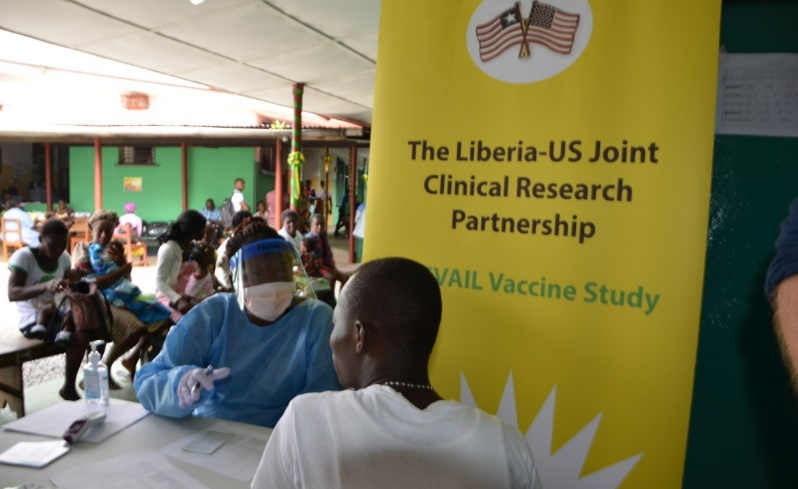 The Liberia-US Joint
Clinical Research
Partnership
VAIL Vaccine Study